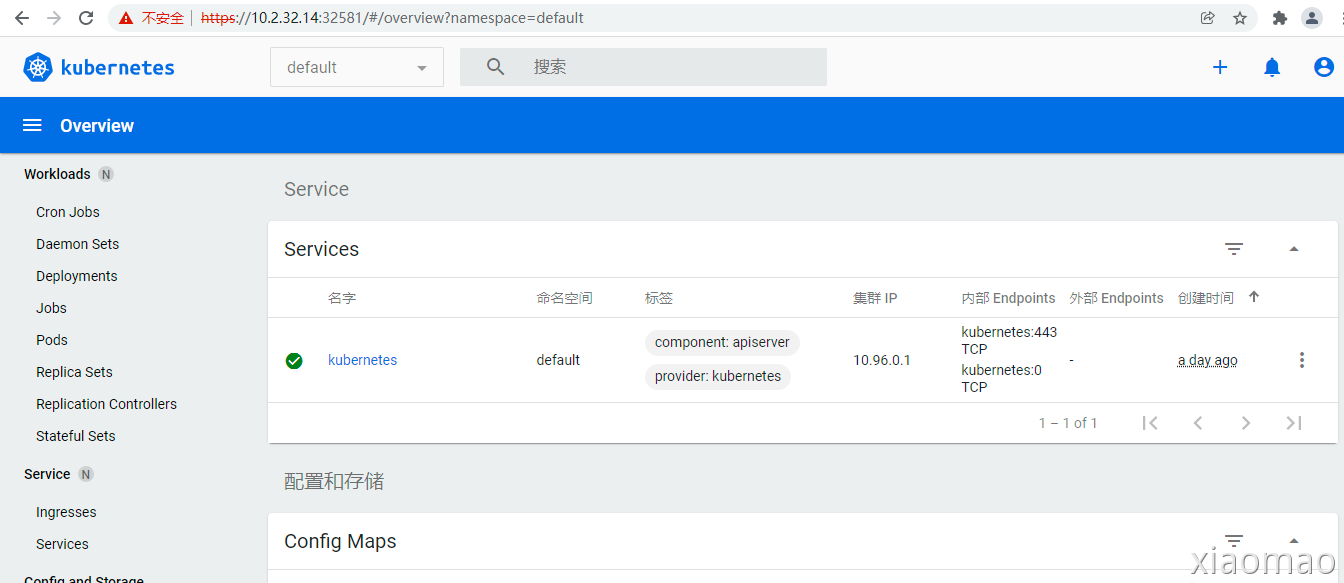 不安全 https://10.2.32.14:32581/#/overview?namespace=default
kubernetes default 搜索
Overview
Workloads N
Cron Jobs
Daemon Sets
Deployments
Jobs
Pods
Replica Sets
Replication Controllers
Stateful Sets
Service N
Ingresses
Services
Config and Storage
Service
Services
名字 命名空间 标签 集群 IP 内部 Endpoints 外部 Endpoints 创建时间
kubernetes default component: apiserver provider: kubernetes 10.96.0.1 kubernetes:443 TCP kubernetes:0 TCP - a day ago
1 – 1 of 1
配置和存储
Config Maps
xiaomao